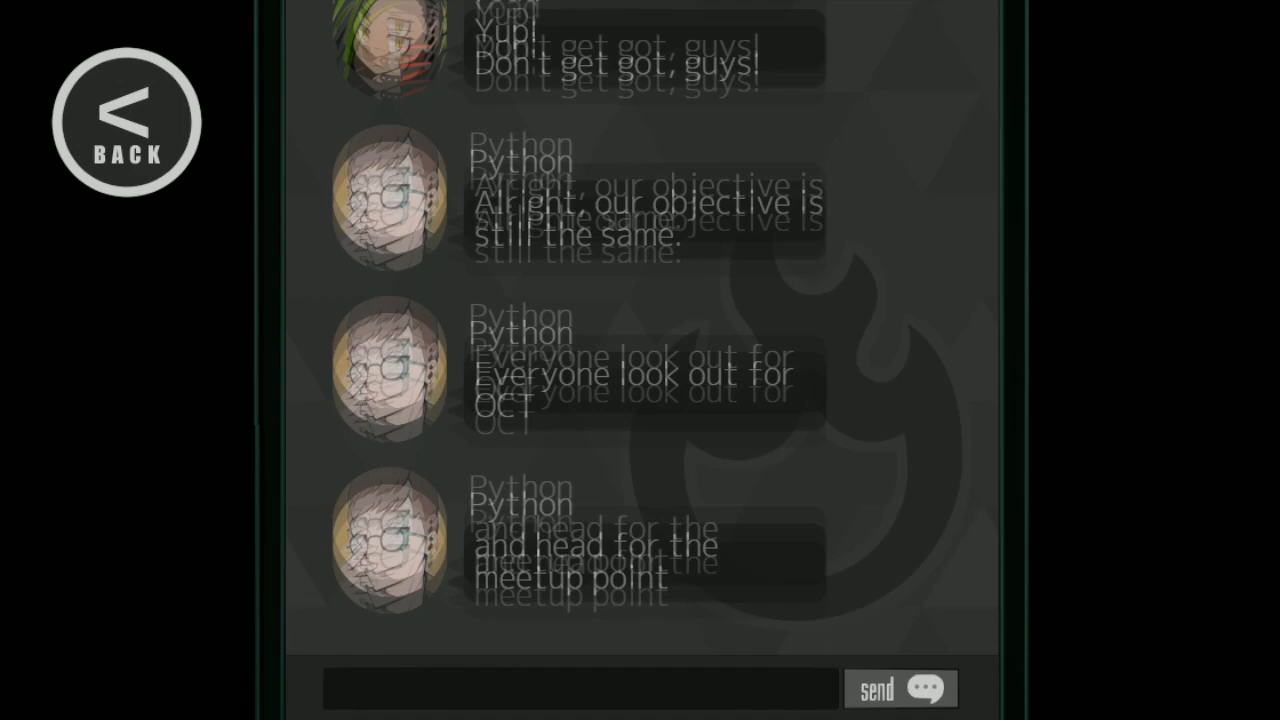 <
BACK
Yup!
Don't get got, guys!
Python
Alright, our objective is
still the same.
Python
Everyone look out for
OCT
Python
and head for the
meetup point
send